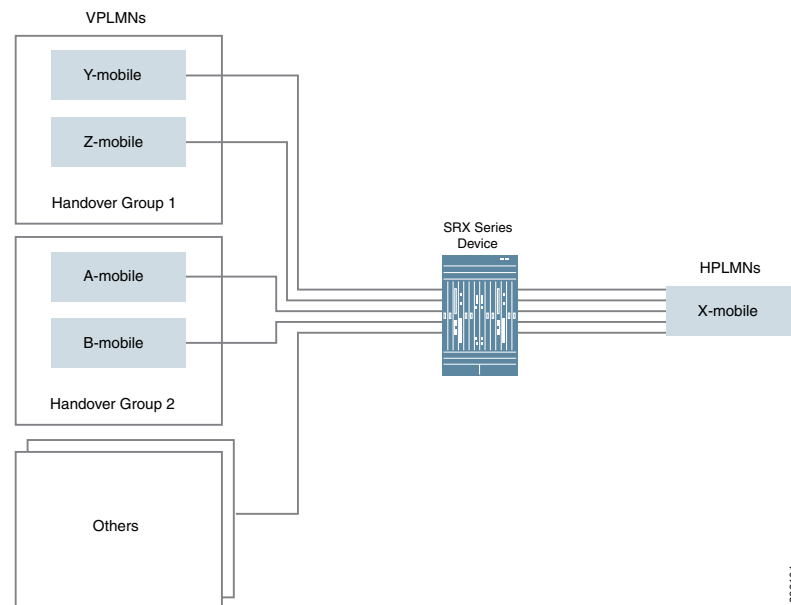 VPLMNs
Y-mobile
Z-mobile
Handover Group 1
A-mobile
B-mobile
Handover Group 2
Others
SRX Series
Device
HPLMNs
X-mobile